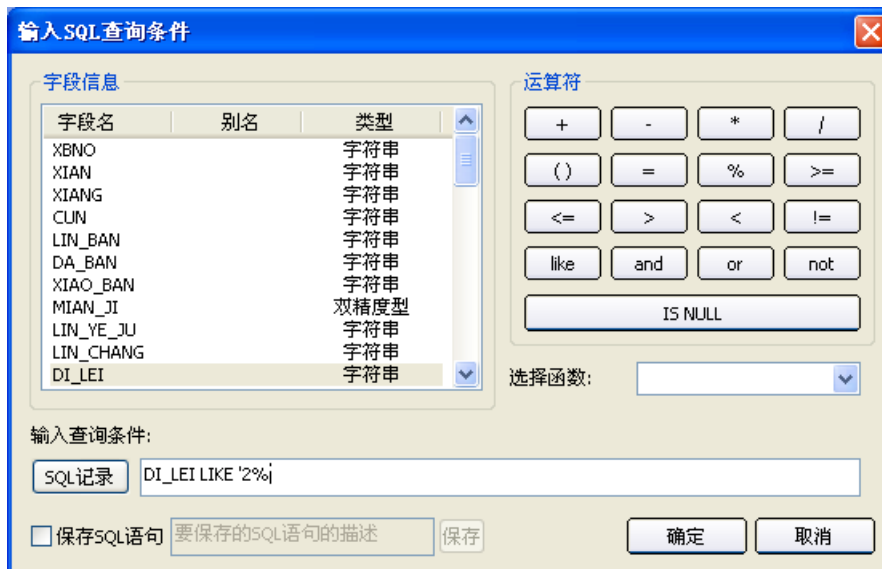 输入SQL查询条件
字段信息
字段名 别名 类型
XBNO 字符串
XIAN 字符串
XIANG 字符串
CUN 字符串
LIN_BAN 字符串
DA_BAN 字符串
XIAO_BAN 字符串
MIAN_JI 双精度型
LIN_YE_JU 字符串
LIN_CHANG 字符串
DI_LEI 字符串
运算符
+ - * /
() = % >=
<= > < !=
like and or not
IS NULL
选择函数:
输入查询条件:
SQL记录 DI_LEI LIKE '2%'
保存SQL语句 要保存的SQL语句的描述 保存 确定 取消